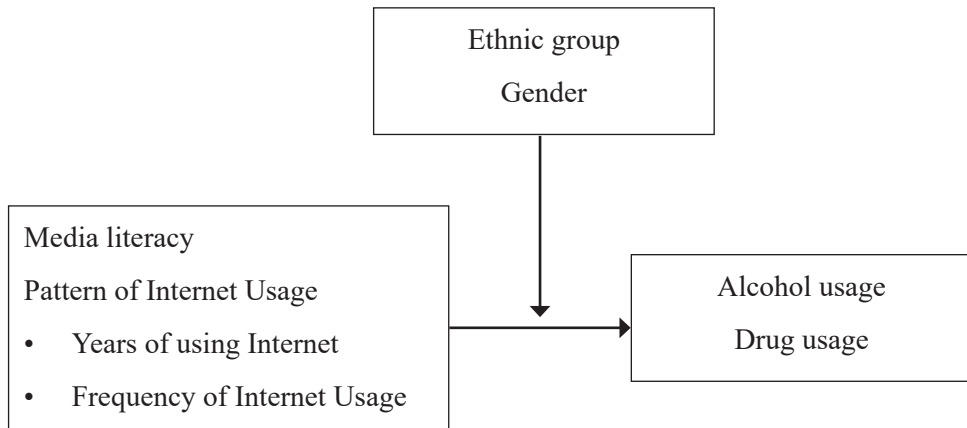 Ethnic group
Gender
Media literacy
Pattern of Internet Usage
• Years of using Internet
• Frequency of Internet Usage
Alcohol usage
Drug usage